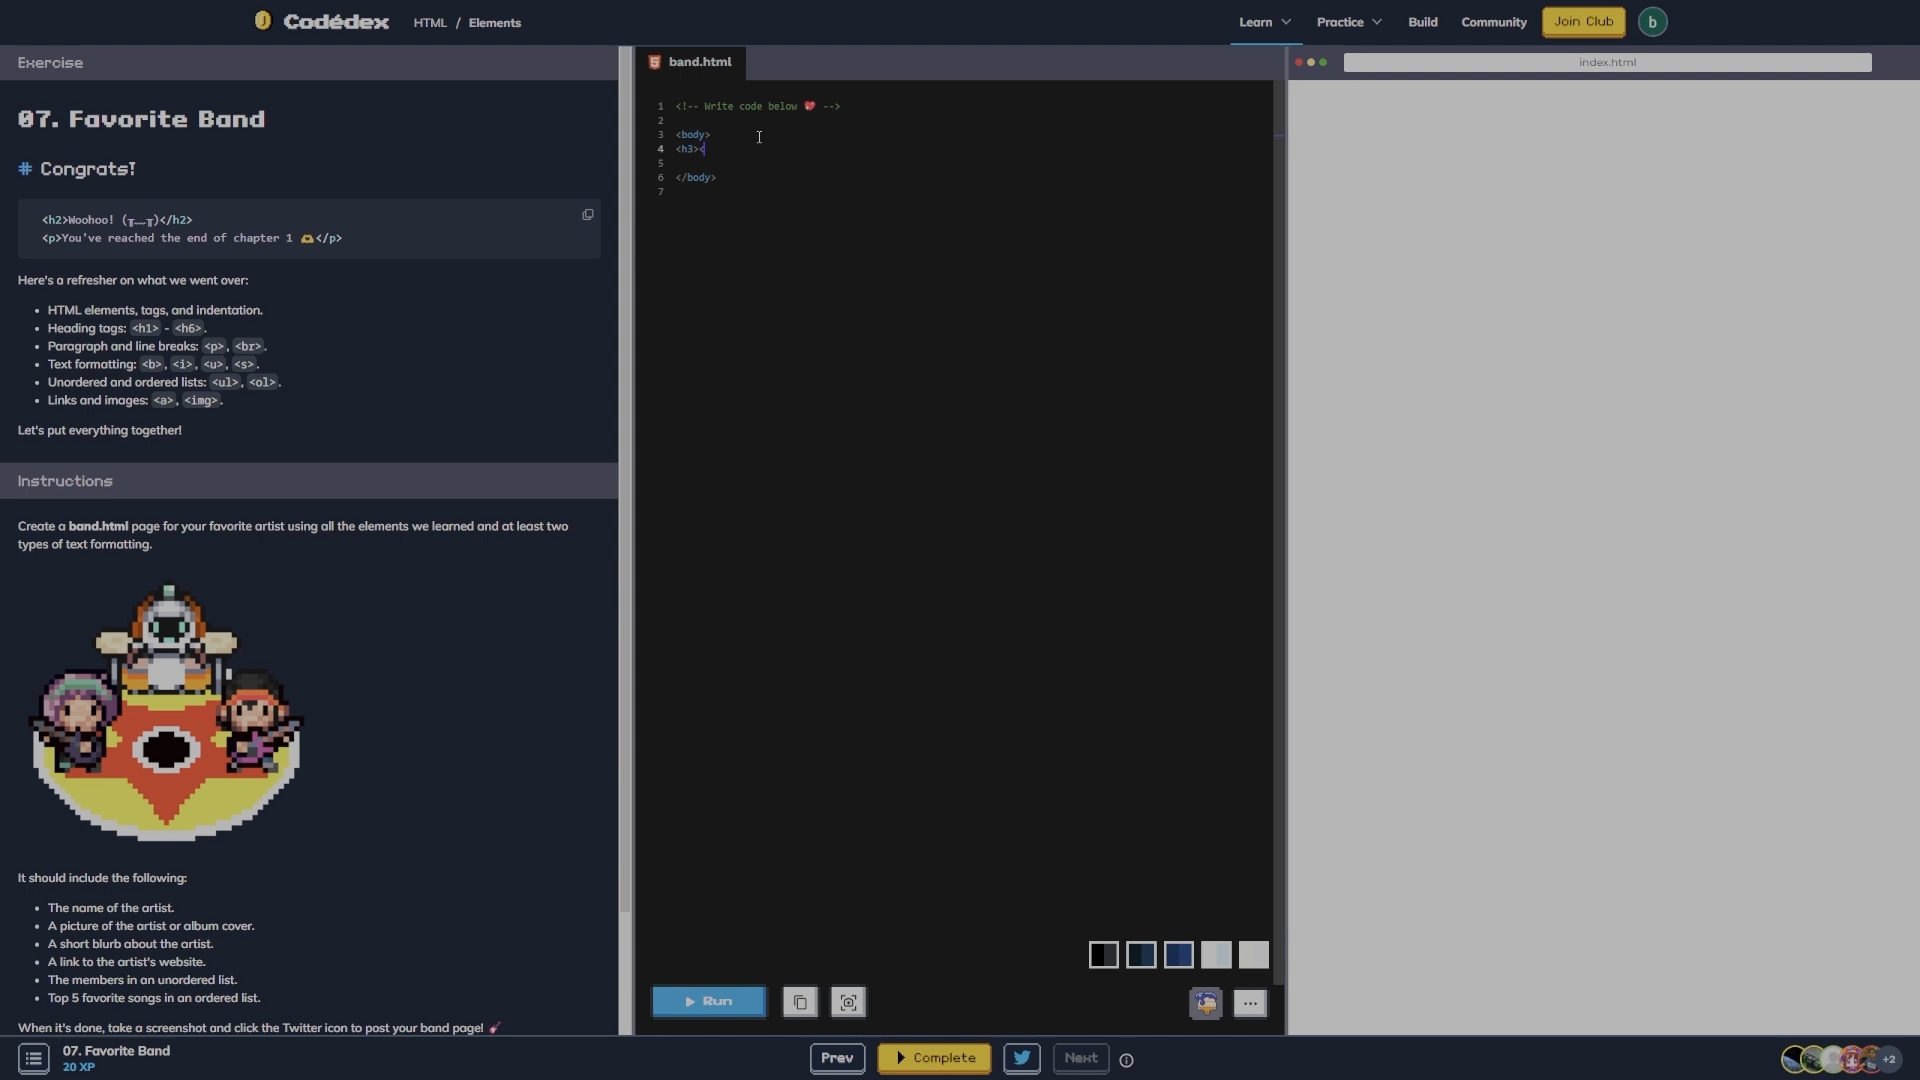 Codédex
HTML / Elements
Learn
Practice
Build
Community
Join Club
b
Exercise
band.html
index.html
07. Favorite Band
# Congrats!
<h2>Woohoo! (╥﹏╥)</h2>
<p>You've reached the end of chapter 1 🫶</p>
Here's a refresher on what we went over:
• HTML elements, tags, and indentation.
• Heading tags: <h1> - <h6>.
• Paragraph and line breaks: <p>, <br>.
• Text formatting: <b>, <i>, <u>, <s>.
• Unordered and ordered lists: <ul>, <ol>.
• Links and images: <a>, <img>.
Let's put everything together!
Instructions
Create a band.html page for your favorite artist using all the elements we learned and at least two
types of text formatting.
It should include the following:
• The name of the artist.
• A picture of the artist or album cover.
• A short blurb about the artist.
• A link to the artist's website.
• The members in an unordered list.
• Top 5 favorite songs in an ordered list.
When it's done, take a screenshot and click the Twitter icon to post your band page! 🎸
1 <!-- Write code below 💖 -->
2
3 <body>
4 <h3><
5
6 </body>
7
Run
...
07. Favorite Band
20 XP
Prev
Complete
Next
+2